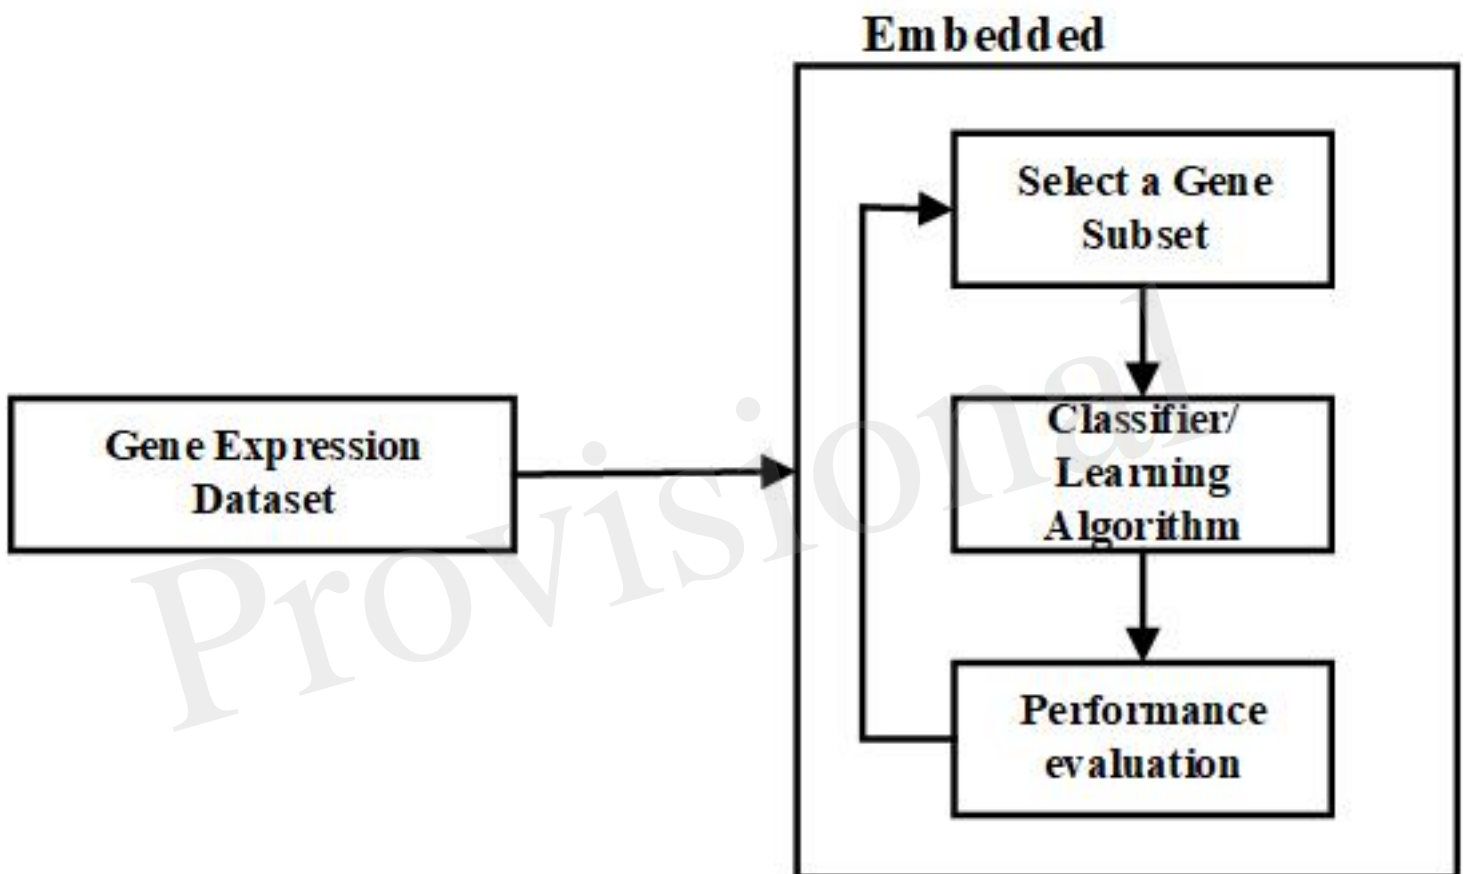 Embedded
Select a Gene
Subset
Gene Expression
Dataset
Classifier/
Learning
Algorithm
Performance
evaluation
Provisional